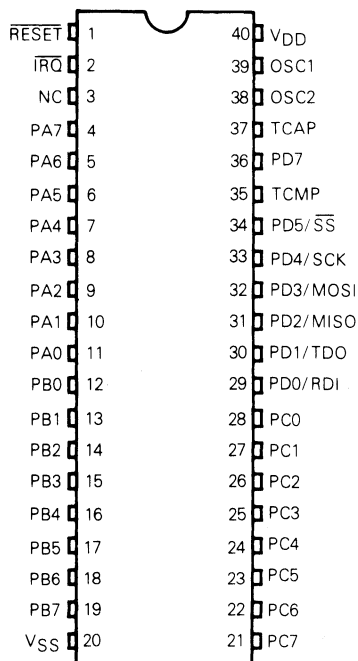 RESET 1 40 VDD
IRQ 2 39 OSC1
NC 3 38 OSC2
PA7 4 37 TCAP
PA6 5 36 PD7
PA5 6 35 TCMP
PA4 7 34 PD5/SS
PA3 8 33 PD4/SCK
PA2 9 32 PD3/MOSI
PA1 10 31 PD2/MISO
PA0 11 30 PD1/TDO
PB0 12 29 PD0/RDI
PB1 13 28 PC0
PB2 14 27 PC1
PB3 15 26 PC2
PB4 16 25 PC3
PB5 17 24 PC4
PB6 18 23 PC5
PB7 19 22 PC6
VSS 20 21 PC7